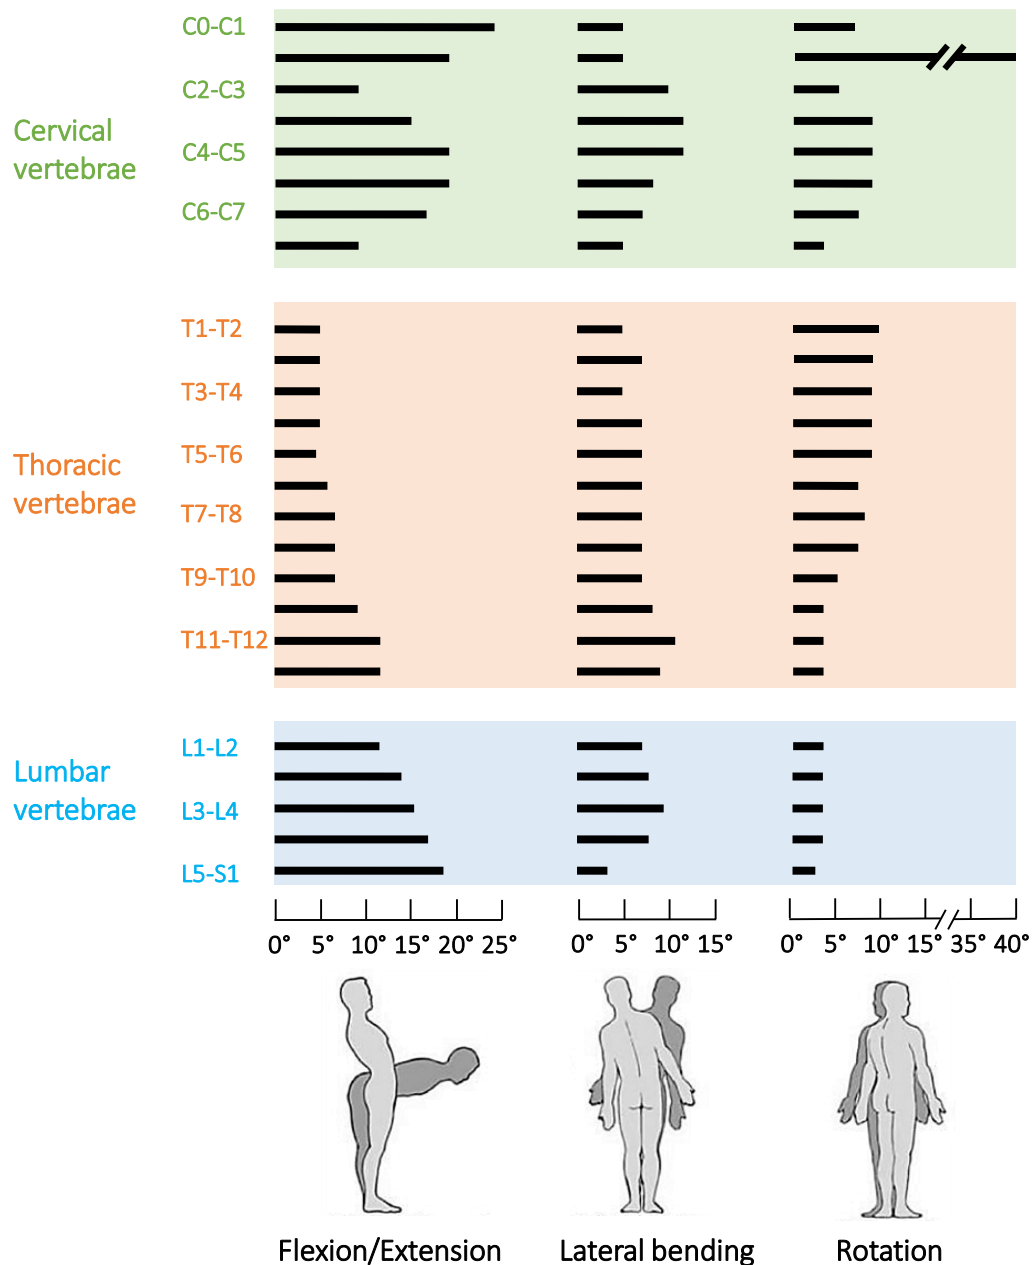 C0-C1
C2-C3
Cervical
vertebrae
C4-C5
C6-C7
T1-T2
T3-T4
Thoracic
vertebrae
T5-T6
T7-T8
T9-T10
T11-T12
Lumbar
vertebrae
L1-L2
L3-L4
L5-S1
0° 5° 10° 15° 20° 25°
0° 5° 10° 15°
0° 5° 10° 15° 35° 40°
Flexion/Extension
Lateral bending
Rotation